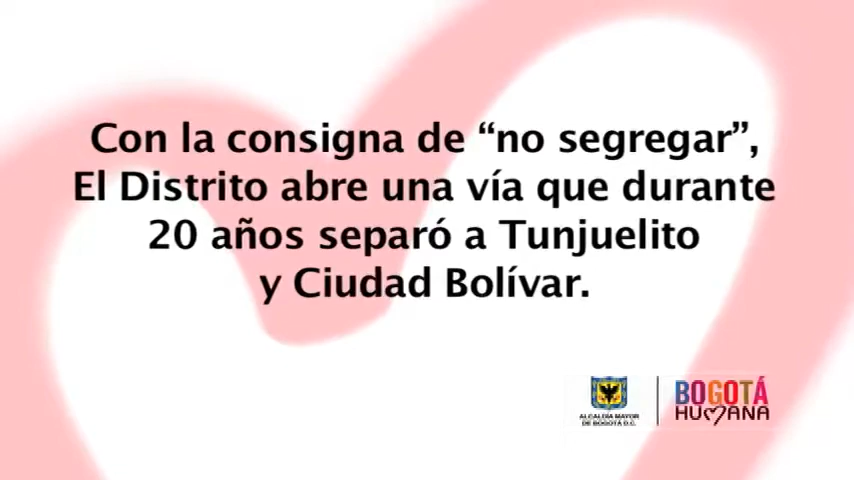 Con la consigna de “no segregar”,
El Distrito abre una vía que durante
20 años separó a Tunjuelito
y Ciudad Bolívar.
ALCALDÍA MAYOR
DE BOGOTÁ D.C.
BOGOTÁ
HUMANA